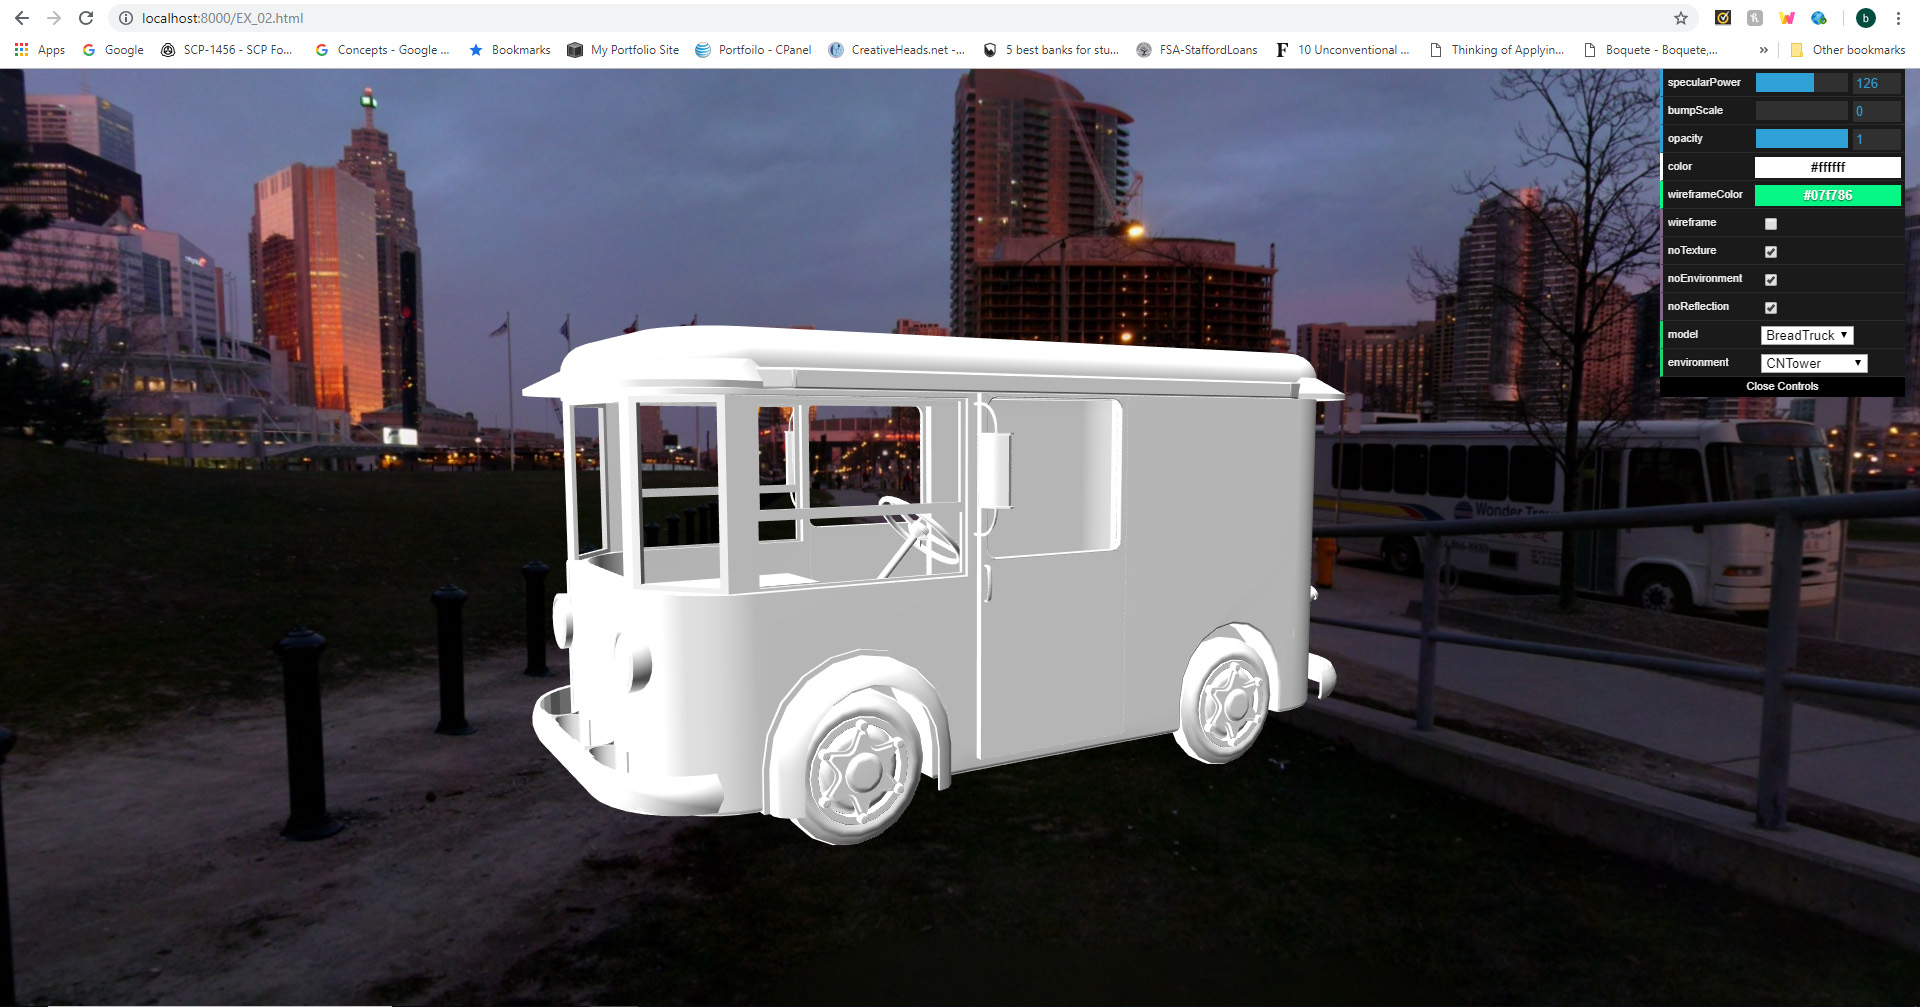 localhost:8000/EX_02.html
b
Apps
Google
SCP-1456 - SCP Fo...
Concepts - Google ...
Bookmarks
My Portfolio Site
Portfoilo - CPanel
CreativeHeads.net -...
5 best banks for stu...
FSA-StaffordLoans
F
10 Unconventional ...
Thinking of Applyin...
Boquete - Boquete,...
»
Other bookmarks
specularPower 126
bumpScale 0
opacity 1
color #ffffff
wireframeColor #07f786
wireframe
noTexture
noEnvironment
noReflection
model BreadTruck
environment CNTower
Close Controls
Wonder